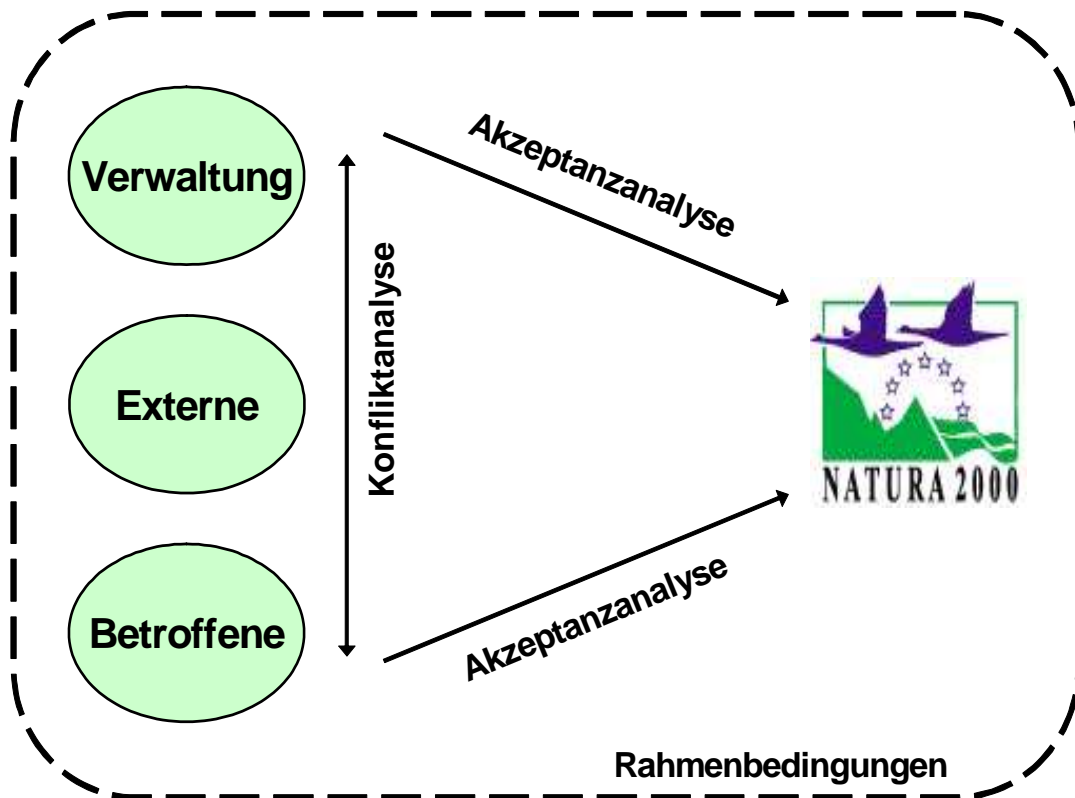 Verwaltung
Akzeptanzanalyse
Konfliktanalyse
Externe
NATURA 2000
Betroffene
Akzeptanzanalyse
Rahmenbedingungen